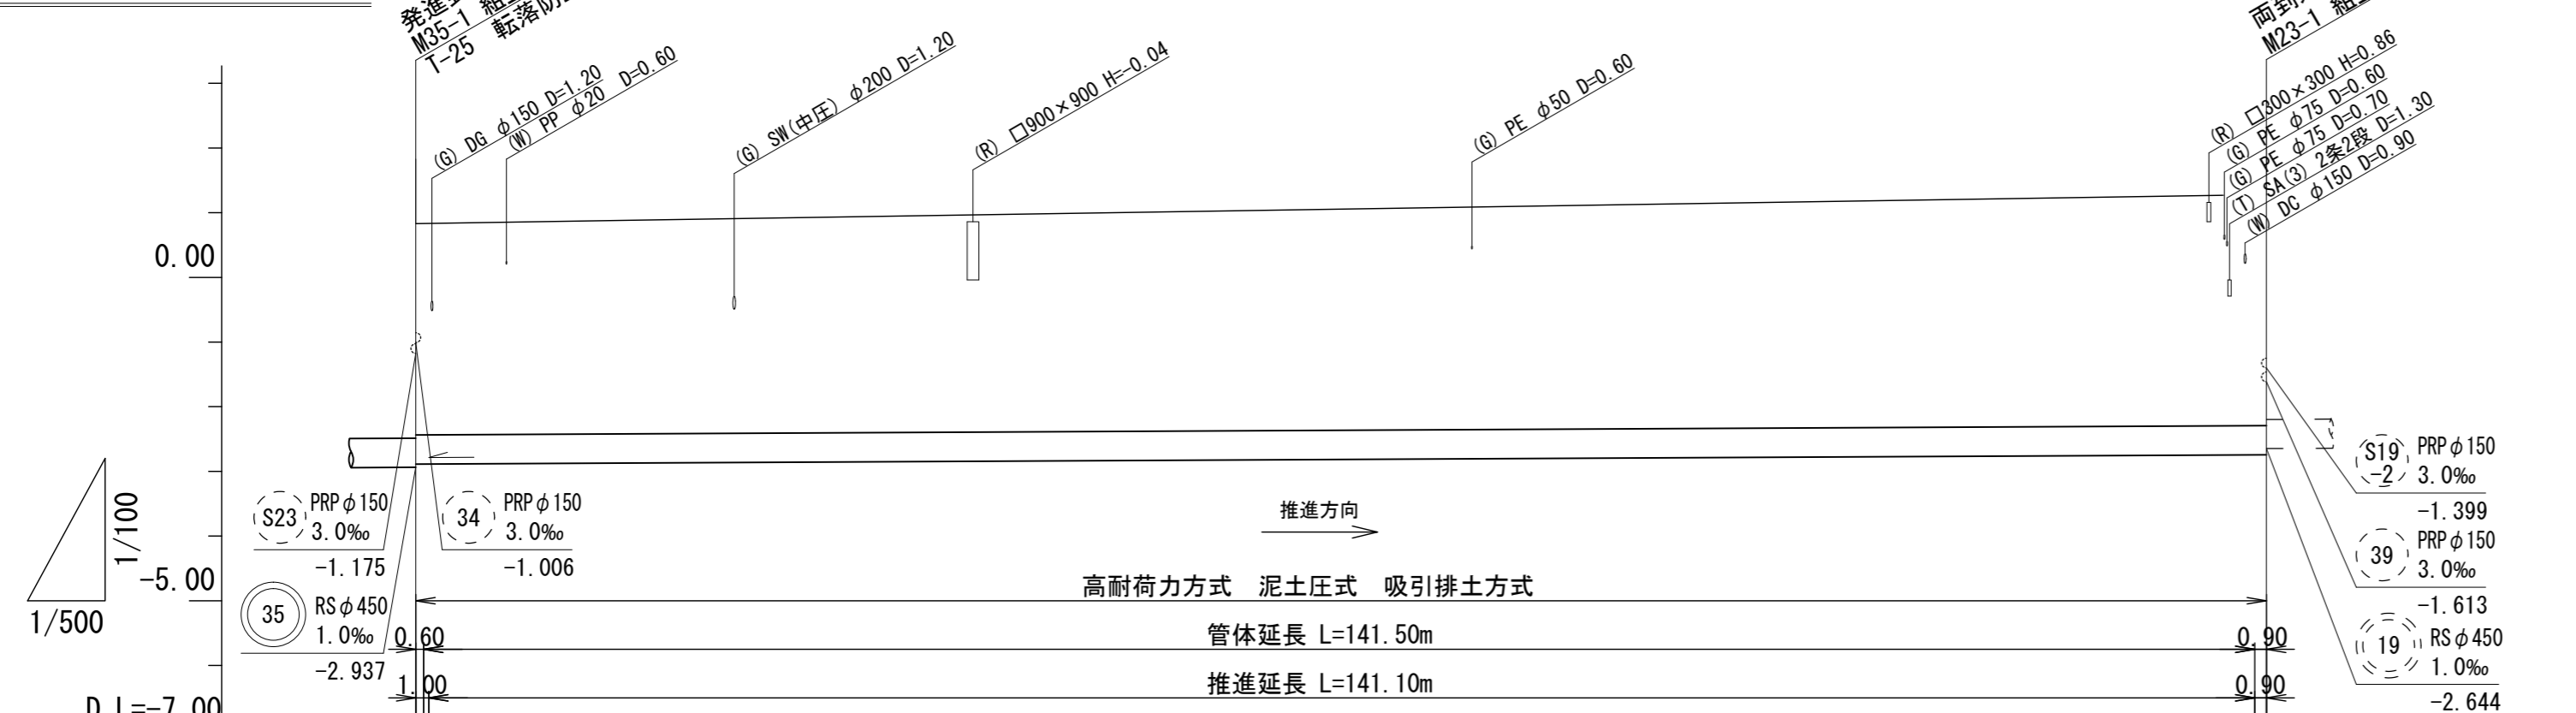 発進
M35-1 組
T-25 転落防
両到
M23-1 組
(G) DG φ150 D=1.20
(W) PP φ20 D=0.60
(G) SW(中圧) φ200 D=1.20
(R) □900×900 H=-0.04
(G) PE φ50 D=0.60
(R) □300×300 H=0.86
(G) PE φ75 D=0.60
(G) PE φ75 D=0.70
(T) SA(3) 2条2段 D=1.30
(W) DC φ150 D=0.90
0.00
-5.00
D.L=-7.00
1/100
1/500
S23 PRPφ150
3.0‰
-1.175
34 PRPφ150
3.0‰
-1.006
35 RSφ450
1.0‰
-2.937
推進方向
高耐荷力方式 泥土圧式 吸引排土方式
0.60 管体延長 L=141.50m 0.90
1.00 推進延長 L=141.10m 0.90
S19
-2
PRPφ150
3.0‰
-1.399
39 PRPφ150
3.0‰
-1.613
19 RSφ450
1.0‰
-2.644